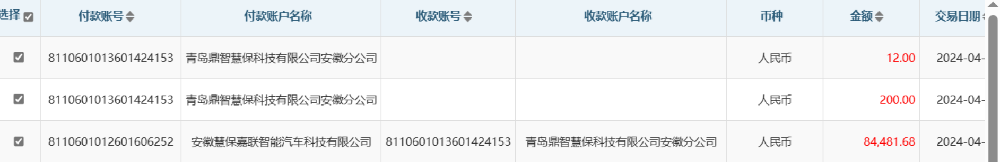 选择 付款账号 付款账户名称 收款账号 收款账户名称 币种 金额 交易日期
8110601013601424153 青岛鼎智慧保科技有限公司安徽分公司 人民币 12.00 2024-04-
8110601013601424153 青岛鼎智慧保科技有限公司安徽分公司 人民币 200.00 2024-04-
8110601012601606252 安徽慧保嘉联智能汽车科技有限公司 8110601013601424153 青岛鼎智慧保科技有限公司安徽分公司 人民币 84,481.68 2024-04-